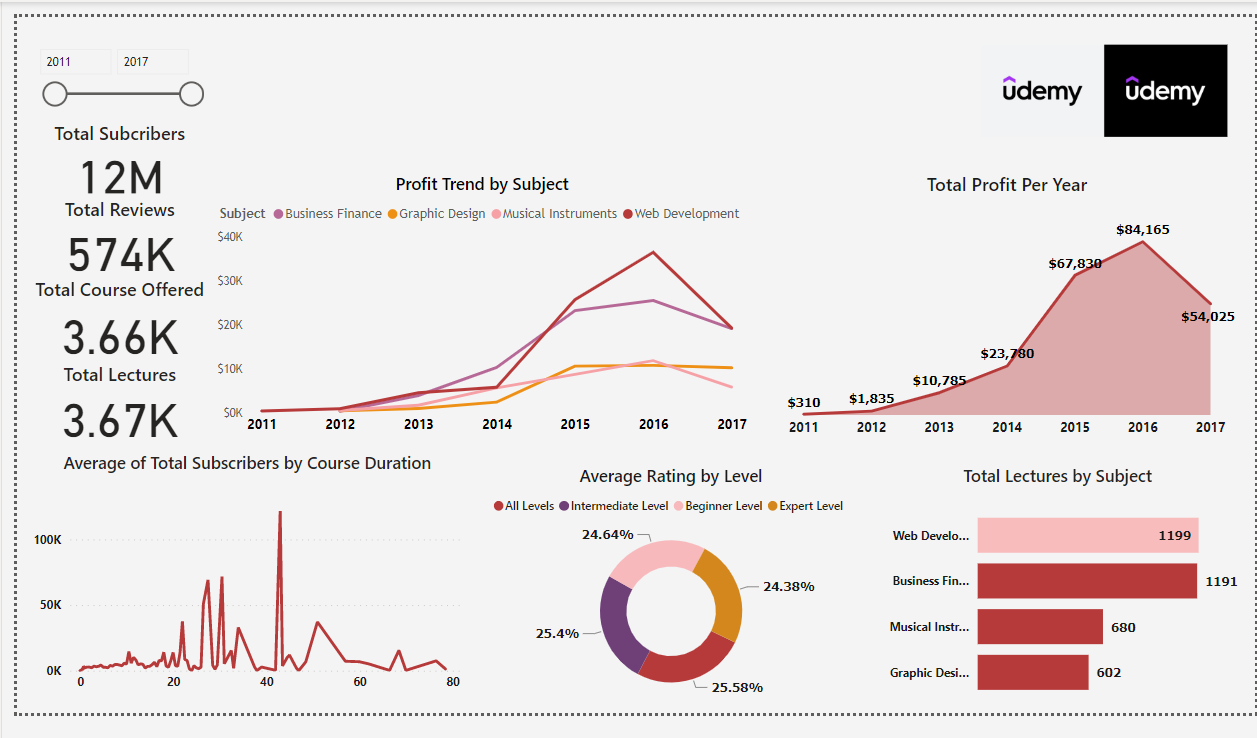 2011 2017
udemy udemy
Total Subcribers
12M
Total Reviews
574K
Total Course Offered
3.66K
Total Lectures
3.67K
Profit Trend by Subject
Subject Business Finance Graphic Design Musical Instruments Web Development
$40K
$30K
$20K
$10K
$0K
2011 2012 2013 2014 2015 2016 2017
Total Profit Per Year
$310 $1,835 $10,785 $23,780 $67,830 $84,165 $54,025
2011 2012 2013 2014 2015 2016 2017
Average of Total Subscribers by Course Duration
100K
50K
0K
0 20 40 60 80
Average Rating by Level
All Levels Intermediate Level Beginner Level Expert Level
24.64%
24.38%
25.4%
25.58%
Total Lectures by Subject
Web Develo... 1199
Business Fin... 1191
Musical Instr... 680
Graphic Desi... 602